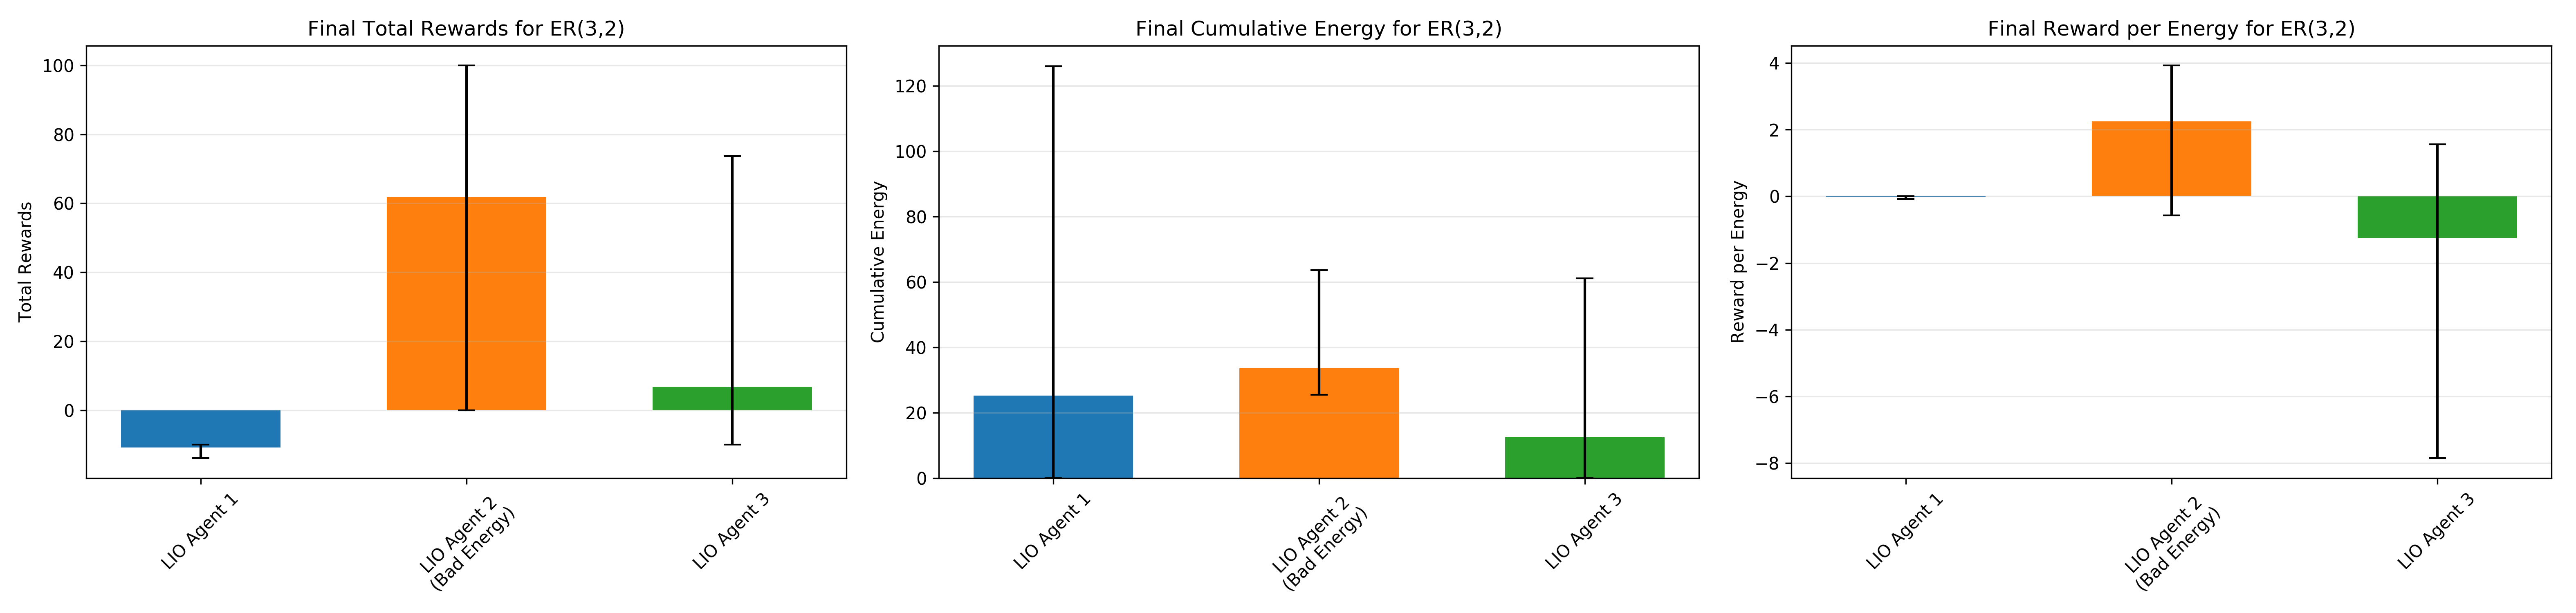 Final Total Rewards for ER(3,2)
Total Rewards
100
80
60
40
20
0
LIO Agent 1
LIO Agent 2
(Bad Energy)
LIO Agent 3
Final Cumulative Energy for ER(3,2)
Cumulative Energy
120
100
80
60
40
20
0
LIO Agent 1
LIO Agent 2
(Bad Energy)
LIO Agent 3
Final Reward per Energy for ER(3,2)
Reward per Energy
4
2
0
−2
−4
−6
−8
LIO Agent 1
LIO Agent 2
(Bad Energy)
LIO Agent 3